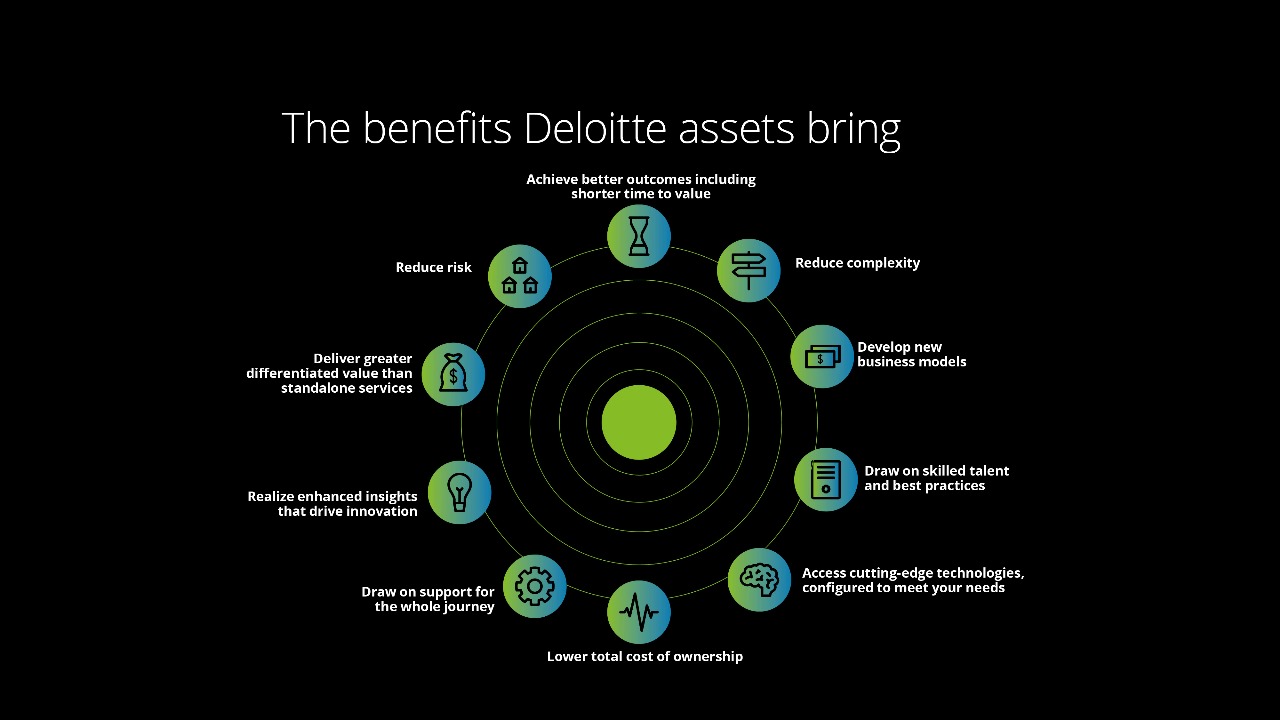 The benefits Deloitte assets bring
Achieve better outcomes including
shorter time to value
Reduce complexity
Develop new
business models
Draw on skilled talent
and best practices
Access cutting-edge technologies,
configured to meet your needs
Lower total cost of ownership
Draw on support for
the whole journey
Realize enhanced insights
that drive innovation
Deliver greater
differentiated value than
standalone services
Reduce risk
$
$